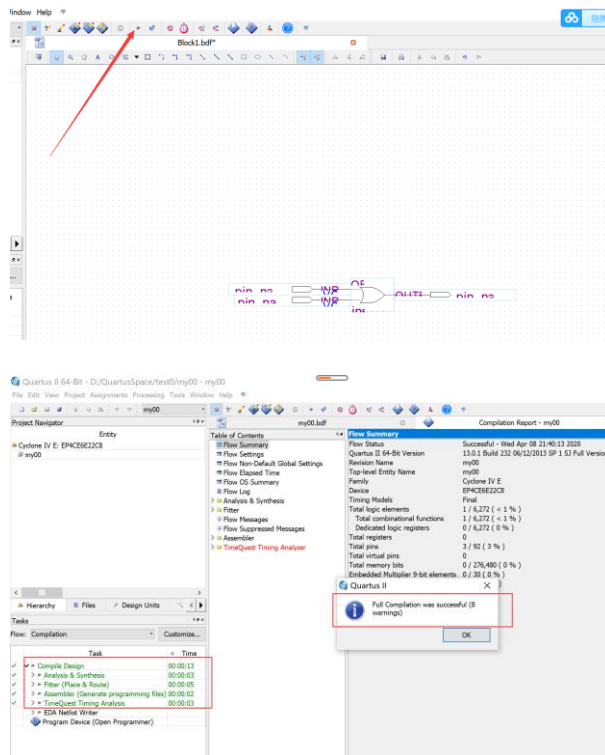 Window Help
Block1.bdf*
Quartus II 64-Bit - D:/QuartusSpace/test0/my00 - my00
File Edit View Project Assignments Processing Tools Window Help
my00
Project Navigator
my00.bdf
Compilation Report - my00
Entity
Cyclone IV E: EP4CE6E22C8
my00
Table of Contents
Flow Summary
Flow Settings
Flow Non-Default Global Settings
Flow Elapsed Time
Flow OS Summary
Flow Log
Analysis & Synthesis
Fitter
Flow Messages
Flow Suppressed Messages
Assembler
TimeQuest Timing Analyzer
Flow Summary
Flow Status Successful - Wed Apr 08 21:40:13 2020
Quartus II 64-Bit Version 13.0.1 Build 232 06/12/2013 SP 1 SJ Full Version
Revision Name my00
Top-level Entity Name my00
Family Cyclone IV E
Device EP4CE6E22C8
Timing Models Final
Total logic elements 1 / 6,272 ( < 1 % )
Total combinational functions 1 / 6,272 ( < 1 % )
Dedicated logic registers 0 / 6,272 ( 0 % )
Total registers 0
Total pins 3 / 92 ( 3 % )
Total virtual pins 0
Total memory bits 0 / 276,480 ( 0 % )
Embedded Multiplier 9-bit elements 0 / 30 ( 0 % )
Quartus II
Full Compilation was successful (8
warnings)
OK
Hierarchy Files Design Units
Tasks
Flow: Compilation Customize...
Task Time
Compile Design 00:00:13
Analysis & Synthesis 00:00:03
Fitter (Place & Route) 00:00:05
Assembler (Generate programming files) 00:00:02
TimeQuest Timing Analysis 00:00:03
EDA Netlist Writer
Program Device (Open Programmer)